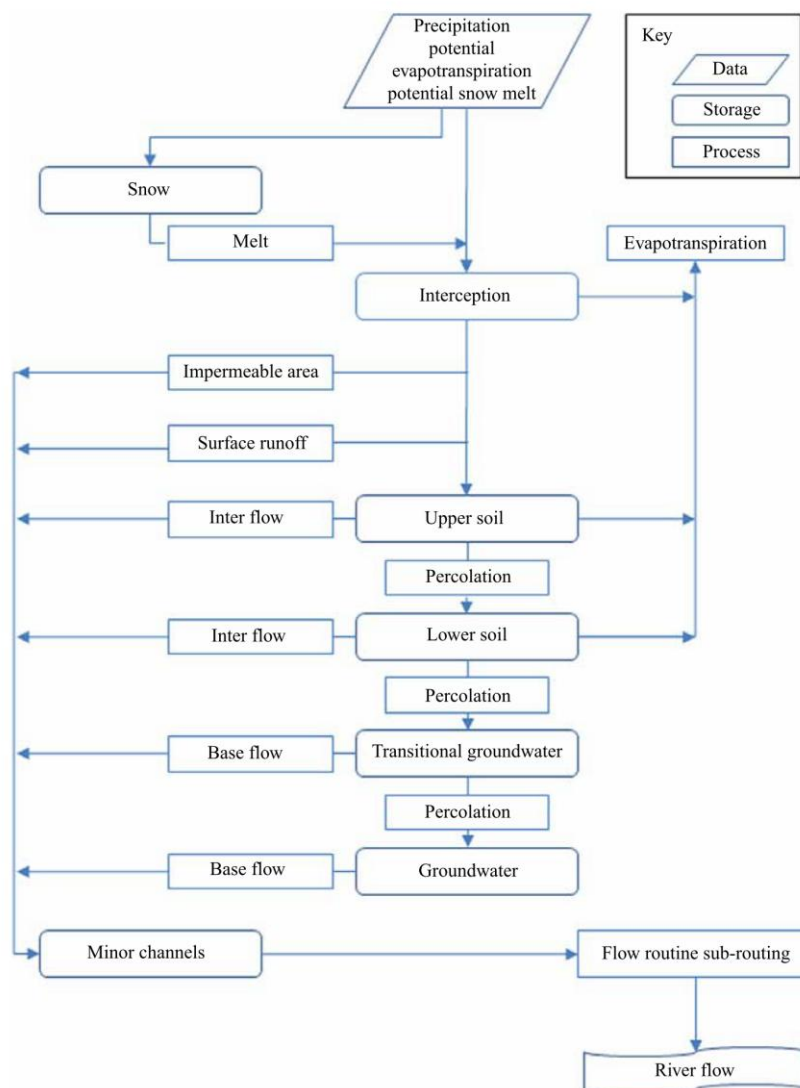 Precipitation
potential
evapotranspiration
potential snow melt
Key
Data
Storage
Process
Snow
Melt
Evapotranspiration
Interception
Impermeable area
Surface runoff
Inter flow
Upper soil
Percolation
Inter flow
Lower soil
Percolation
Base flow
Transitional groundwater
Percolation
Base flow
Groundwater
Minor channels
Flow routine sub-routing
River flow